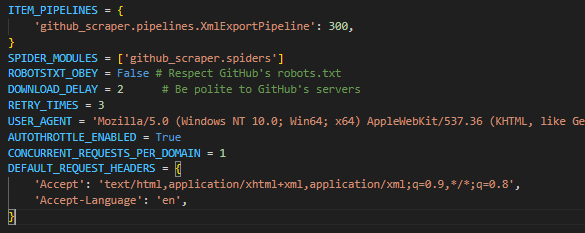 ITEM_PIPELINES = {
    'github_scraper.pipelines.XmlExportPipeline': 300,
}
SPIDER_MODULES = ['github_scraper.spiders']
ROBOTSTXT_OBEY = False # Respect GitHub's robots.txt
DOWNLOAD_DELAY = 2      # Be polite to GitHub's servers
RETRY_TIMES = 3
USER_AGENT = 'Mozilla/5.0 (Windows NT 10.0; Win64; x64) AppleWebKit/537.36 (KHTML, like Ge
AUTOTHROTTLE_ENABLED = True
CONCURRENT_REQUESTS_PER_DOMAIN = 1
DEFAULT_REQUEST_HEADERS = {
    'Accept': 'text/html,application/xhtml+xml,application/xml;q=0.9,*/*;q=0.8',
    'Accept-Language': 'en',
}